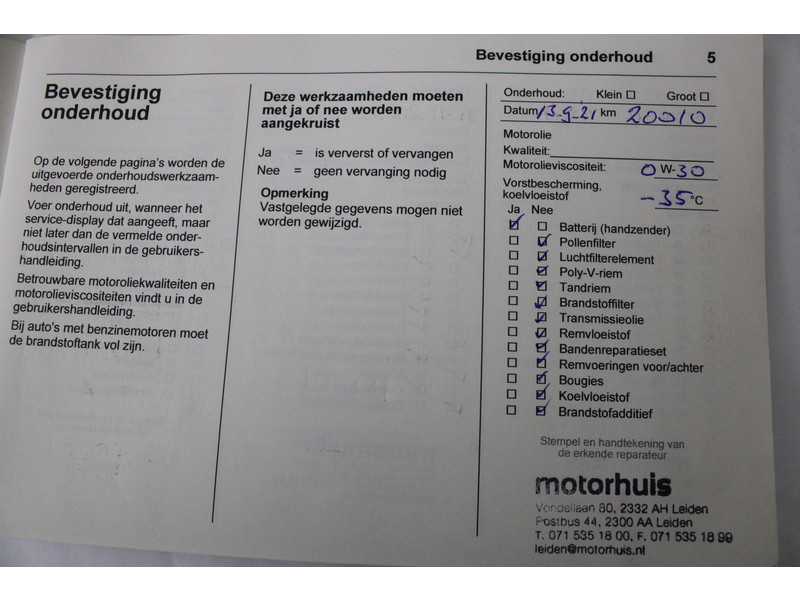 Bevestiging onderhoud 5
Bevestiging
onderhoud
Op de volgende pagina's worden de
uitgevoerde onderhoudswerkzaam-
heden geregistreerd.
Voer onderhoud uit, wanneer het
service-display dat aangeeft, maar
niet later dan de vermelde onder-
houdsintervallen in de gebruikers-
handleiding.
Betrouwbare motoroliekwaliteiten en
motorolieviscositeiten vindt u in de
gebruikershandleiding.
Bij auto's met benzinemotoren moet
de brandstoftank vol zijn.
Deze werkzaamheden moeten
met ja of nee worden
aangekruist
Ja = is ververst of vervangen
Nee = geen vervanging nodig
Opmerking
Vastgelegde gegevens mogen niet
worden gewijzigd.
Onderhoud: Klein ☐ Groot ☐
Datum 13-9-21 km 20010
Motorolie
Kwaliteit:
Motorolieviscositeit: 0 W-30
Vorstbescherming,
koelvloeistof -35 °C
Ja Nee
☑ ☐ Batterij (handzender)
☐ ☑ Pollenfilter
☐ ☑ Luchtfilterelement
☐ ☑ Poly-V-riem
☐ ☑ Tandriem
☐ ☑ Brandstoffilter
☐ ☑ Transmissieolie
☐ ☑ Remvloeistof
☐ ☑ Bandenreparatieset
☐ ☑ Remvoeringen voor/achter
☐ ☑ Bougies
☐ ☑ Koelvloeistof
☐ ☑ Brandstofadditief
Stempel en handtekening van
de erkende reparateur
motorhuis
Vondellaan 80, 2332 AH Leiden
Postbus 44, 2300 AA Leiden
T. 071 535 18 00, F. 071 535 18 99
leiden@motorhuis.nl